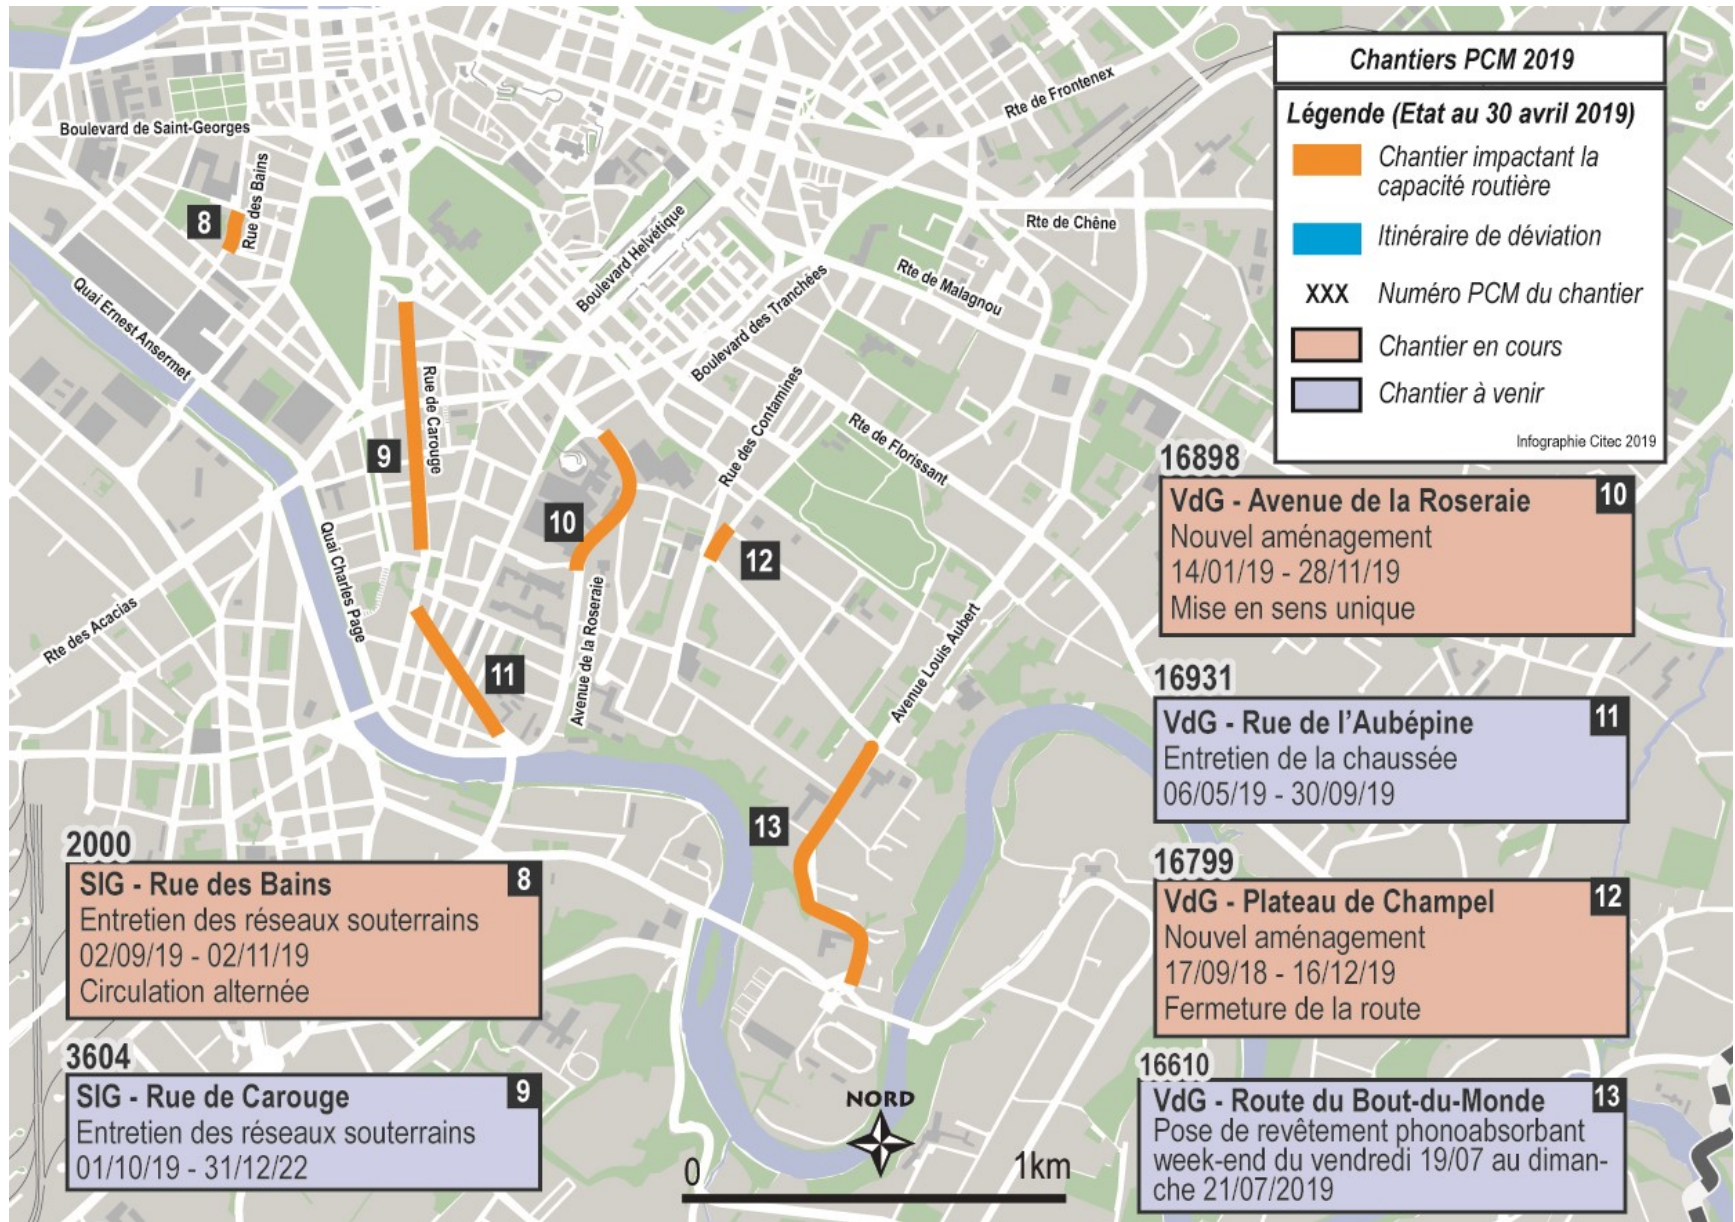 Chantiers PCM 2019
Légende (Etat au 30 avril 2019)
Chantier impactant la
capacité routière
Itinéraire de déviation
XXX Numéro PCM du chantier
Chantier en cours
Chantier à venir
Infographie Citec 2019
Boulevard de Saint-Georges
Rue des Bains
8
Quai Ernest Ansermet
Rue de Carouge
9
Quai Charles Page
Rte des Acacias
Boulevard Helvétique
Boulevard des Tranchées
Rte de Frontenex
Rte de Chêne
Rte de Malagnou
Rue des Contamines
Rte de Florissant
10
12
Avenue de la Roseraie
11
Avenue Louis Aubert
13
16898
VdG - Avenue de la Roseraie 10
Nouvel aménagement
14/01/19 - 28/11/19
Mise en sens unique
16931
VdG - Rue de l'Aubépine 11
Entretien de la chaussée
06/05/19 - 30/09/19
16799
VdG - Plateau de Champel 12
Nouvel aménagement
17/09/18 - 16/12/19
Fermeture de la route
16610
VdG - Route du Bout-du-Monde 13
Pose de revêtement phonoabsorbant
week-end du vendredi 19/07 au diman-
che 21/07/2019
2000
SIG - Rue des Bains 8
Entretien des réseaux souterrains
02/09/19 - 02/11/19
Circulation alternée
3604
SIG - Rue de Carouge 9
Entretien des réseaux souterrains
01/10/19 - 31/12/22
NORD
0 1km